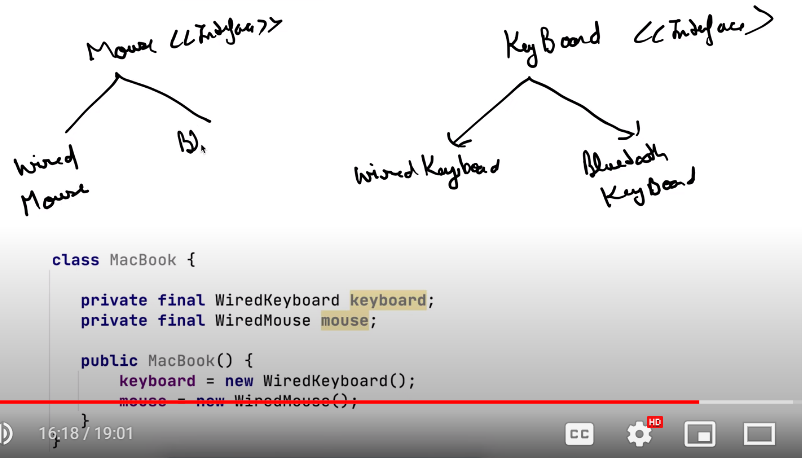 Mouse <<Interface>>
KeyBoard <<Interface>>
Wired
Mouse
Bl
Wired Keyboard
Bluetooth
KeyBoard
class MacBook {
private final WiredKeyboard keyboard;
private final WiredMouse mouse;
public MacBook() {
keyboard = new WiredKeyboard();
mouse = new WiredMouse();
}
}
16:18 / 19:01
CC
HD